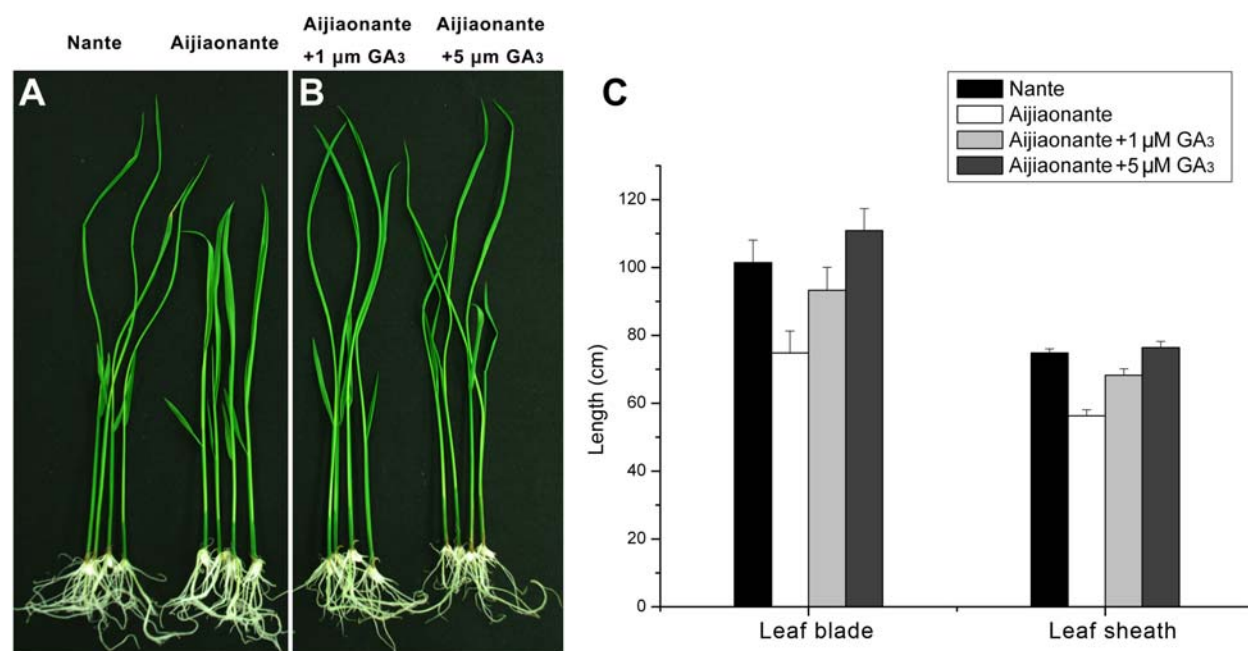 Nante
Aijiaonante
Aijiaonante
+1 μm GA₃
Aijiaonante
+5 μm GA₃
A
B
C
Nante
Aijiaonante
Aijiaonante +1 μM GA₃
Aijiaonante +5 μM GA₃
Length (cm)
120
100
80
60
40
20
0
Leaf blade
Leaf sheath